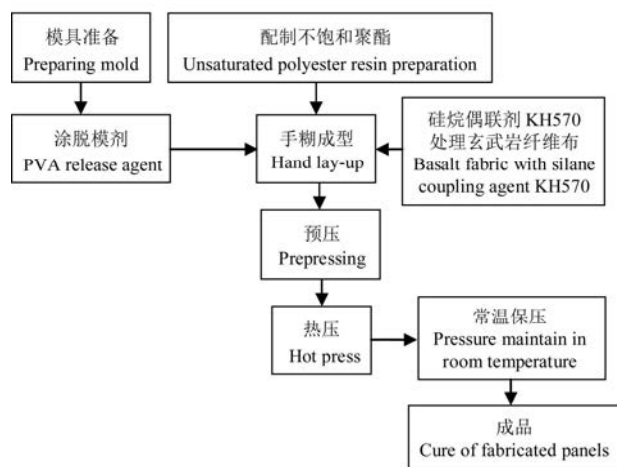 模具准备
Preparing mold
配制不饱和聚酯
Unsaturated polyester resin preparation
涂脱模剂
PVA release agent
手糊成型
Hand lay-up
硅烷偶联剂 KH570
处理玄武岩纤维布
Basalt fabric with silane
coupling agent KH570
预压
Prepressing
热压
Hot press
常温保压
Pressure maintain in
room temperature
成品
Cure of fabricated panels